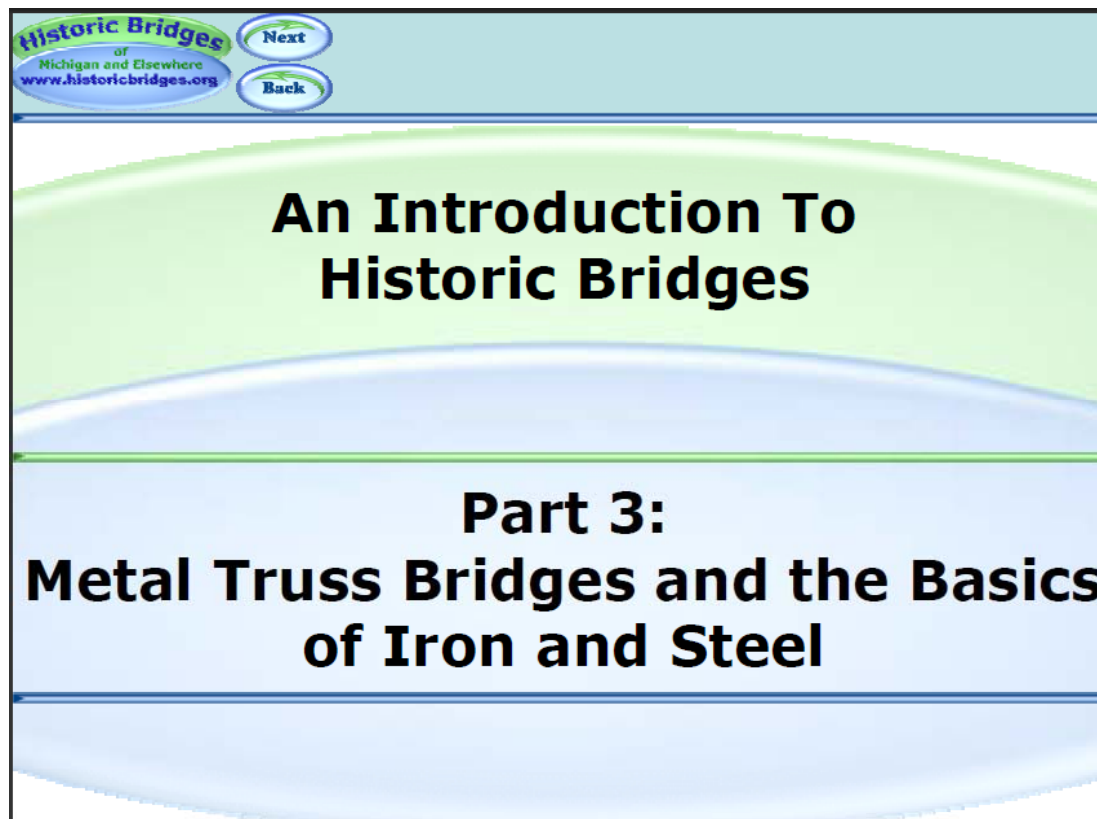 Historic Bridges
of
Michigan and Elsewhere
www.historicbridges.org
Next
Back
An Introduction To
Historic Bridges
Part 3:
Metal Truss Bridges and the Basics
of Iron and Steel